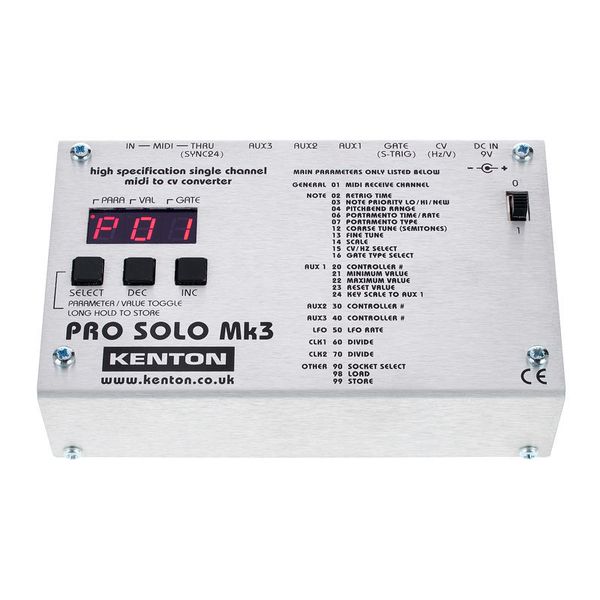 IN — MIDI — THRU (SYNC24) AUX3 AUX2 AUX1 GATE (S-TRIG) CV (Hz/V) DC IN 9V
high specification single channel
midi to cv converter
PARA VAL GATE
P01
SELECT DEC INC
PARAMETER / VALUE TOGGLE
LONG HOLD TO STORE
PRO SOLO Mk3
KENTON
www.kenton.co.uk
MAIN PARAMETERS ONLY LISTED BELOW
GENERAL 01 MIDI RECEIVE CHANNEL
NOTE 02 RETRIG TIME
03 NOTE PRIORITY LO/HI/NEW
04 PITCHBEND RANGE
06 PORTAMENTO TIME/RATE
07 PORTAMENTO TYPE
12 COARSE TUNE (SEMITONES)
13 FINE TUNE
14 SCALE
15 CV/HZ SELECT
16 GATE TYPE SELECT
AUX 1 20 CONTROLLER #
21 MINIMUM VALUE
22 MAXIMUM VALUE
23 RESET VALUE
24 KEY SCALE TO AUX 1
AUX2 30 CONTROLLER #
AUX3 40 CONTROLLER #
LFO 50 LFO RATE
CLK1 60 DIVIDE
CLK2 70 DIVIDE
OTHER 90 SOCKET SELECT
98 LOAD
99 STORE
0
1
CE